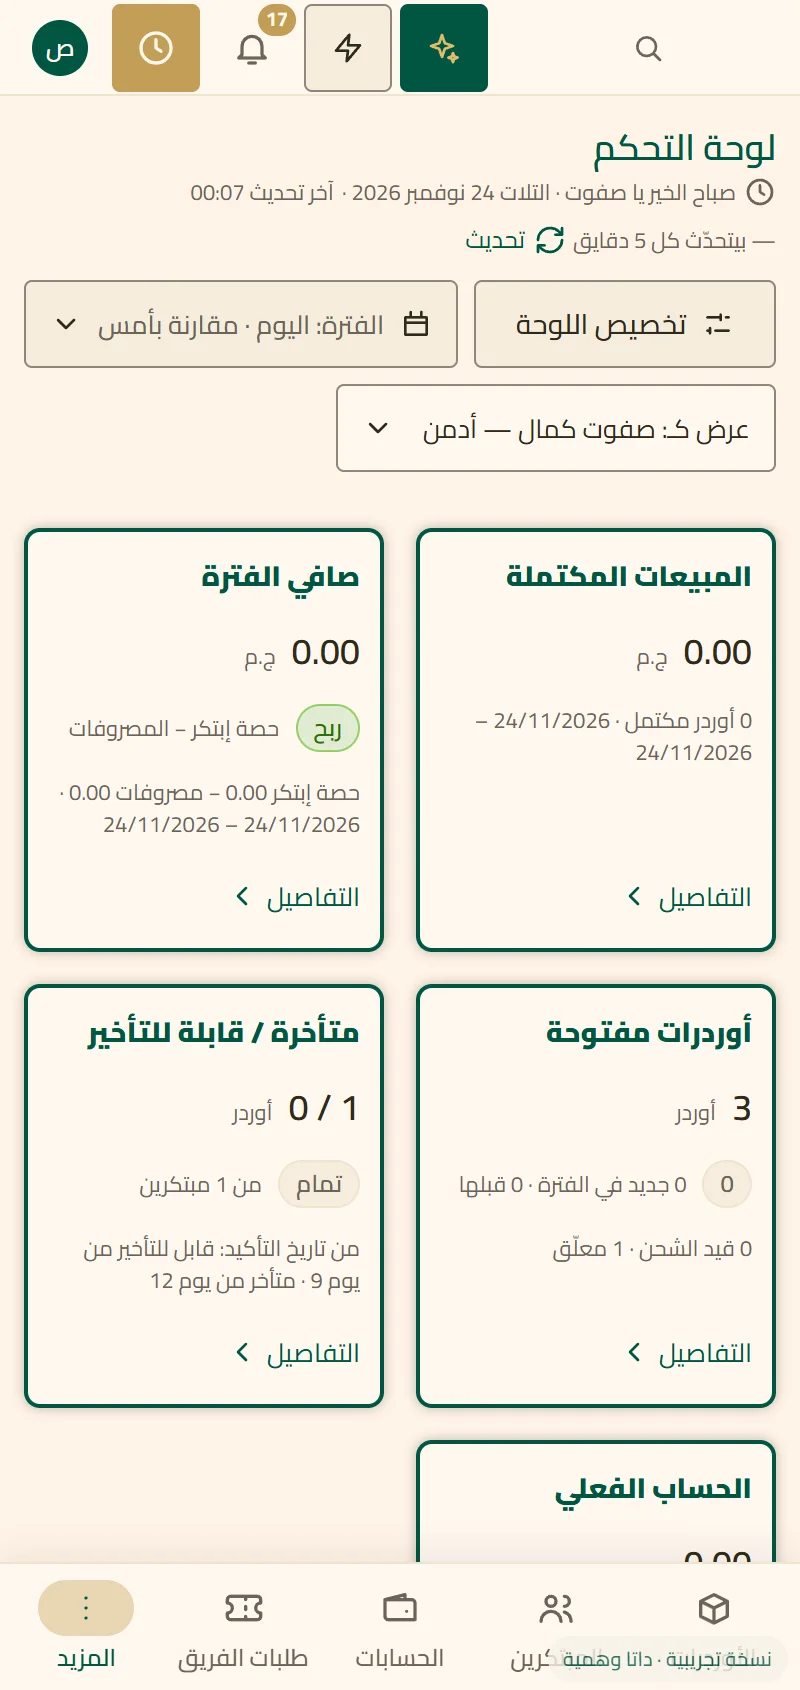 ص
17
لوحة التحكم
صباح الخير يا صفوت · التلات 24 نوفمبر 2026 · آخر تحديث 00:07
— بيتحدّث كل 5 دقايق تحديث
تخصيص اللوحة
الفترة: اليوم · مقارنة بأمس
عرض كـ: صفوت كمال — أدمن
المبيعات المكتملة
0.00 ج.م
0 أوردر مكتمل · 24/11/2026 –
24/11/2026
التفاصيل
صافي الفترة
0.00 ج.م
ربح حصة إبتكر − المصروفات
حصة إبتكر 0.00 − مصروفات 0.00 ·
24/11/2026 – 24/11/2026
التفاصيل
أوردرات مفتوحة
3 أوردر
0 0 جديد في الفترة · 0 قبلها
0 قيد الشحن · 1 معلّق
التفاصيل
متأخرة / قابلة للتأخير
0 / 1 أوردر
تمام من 1 مبتكرين
من تاريخ التأكيد: قابل للتأخير من
يوم 9 · متأخر من يوم 12
التفاصيل
الحساب الفعلي
0.00
الحسابات
طلبات الفريق
المزيد
نسخة تجريبية · داتا وهمية